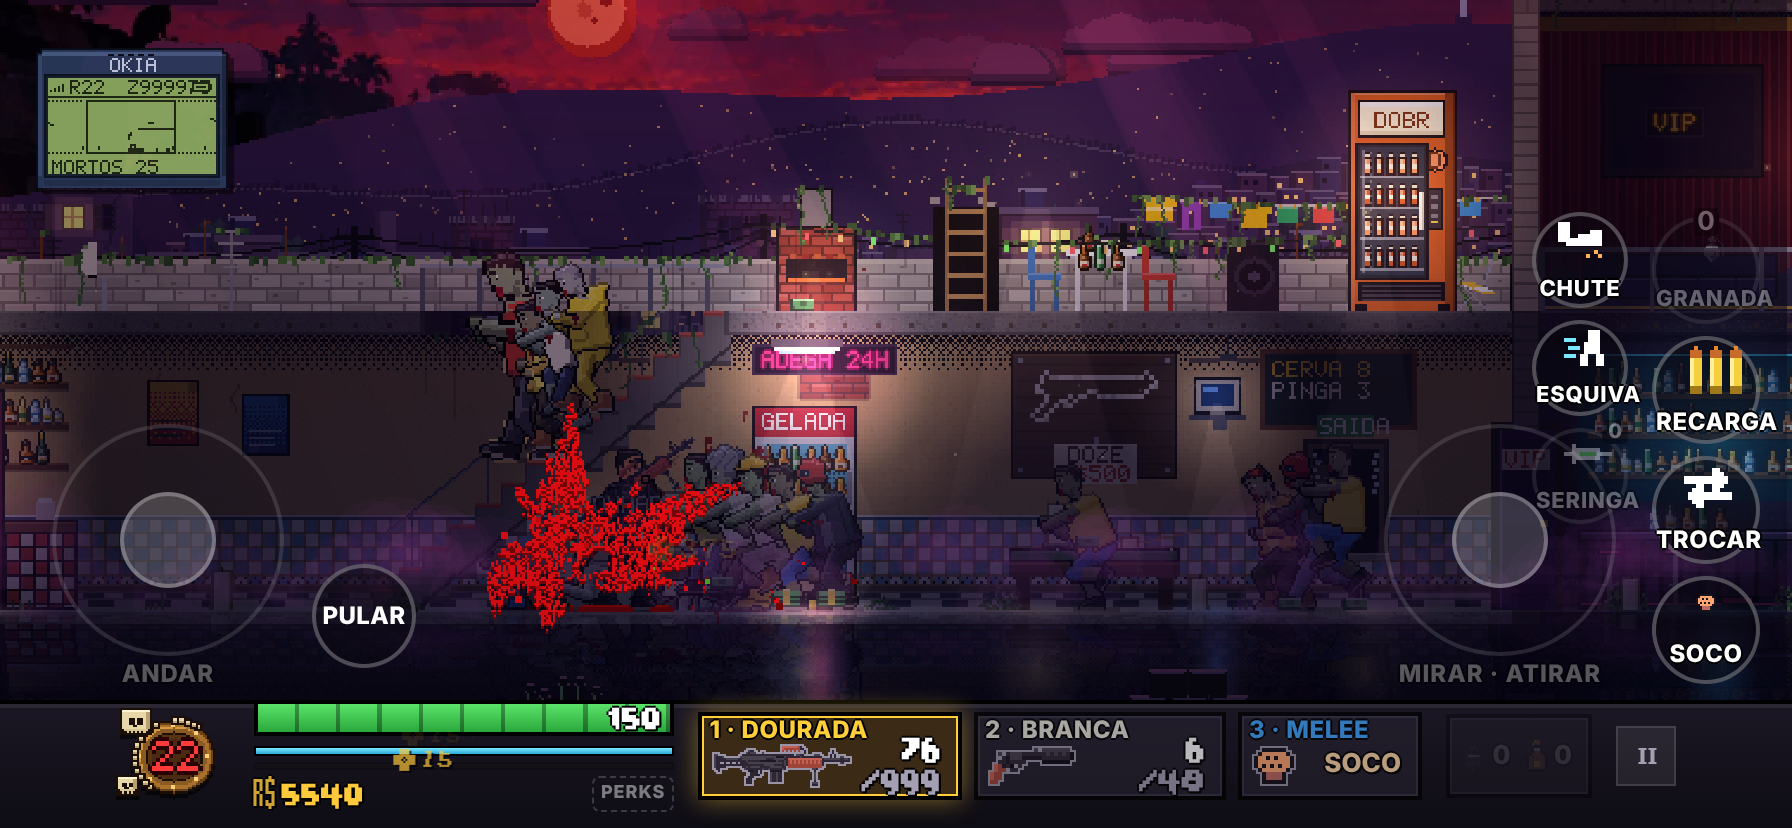 OKIA
R22 Z99997
MORTOS 25
DOBR
VIP
0
CHUTE
GRANADA
ADEGA 24H
CERVA 8
PINGA 3
ESQUIVA
RECARGA
GELADA
SAIDA
0
VIP
DOZE
$500
SERINGA
TROCAR
PULAR
SOCO
ANDAR
MIRAR · ATIRAR
22
150
15
R$ 5540
PERKS
1 · DOURADA
76
/999
2 · BRANCA
6
/48
3 · MELEE
SOCO
0 0
II